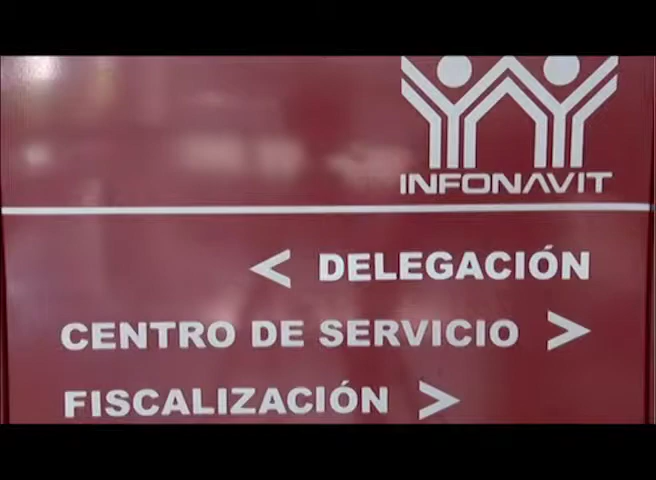 INFONAVIT
< DELEGACIÓN
CENTRO DE SERVICIO >
FISCALIZACIÓN >